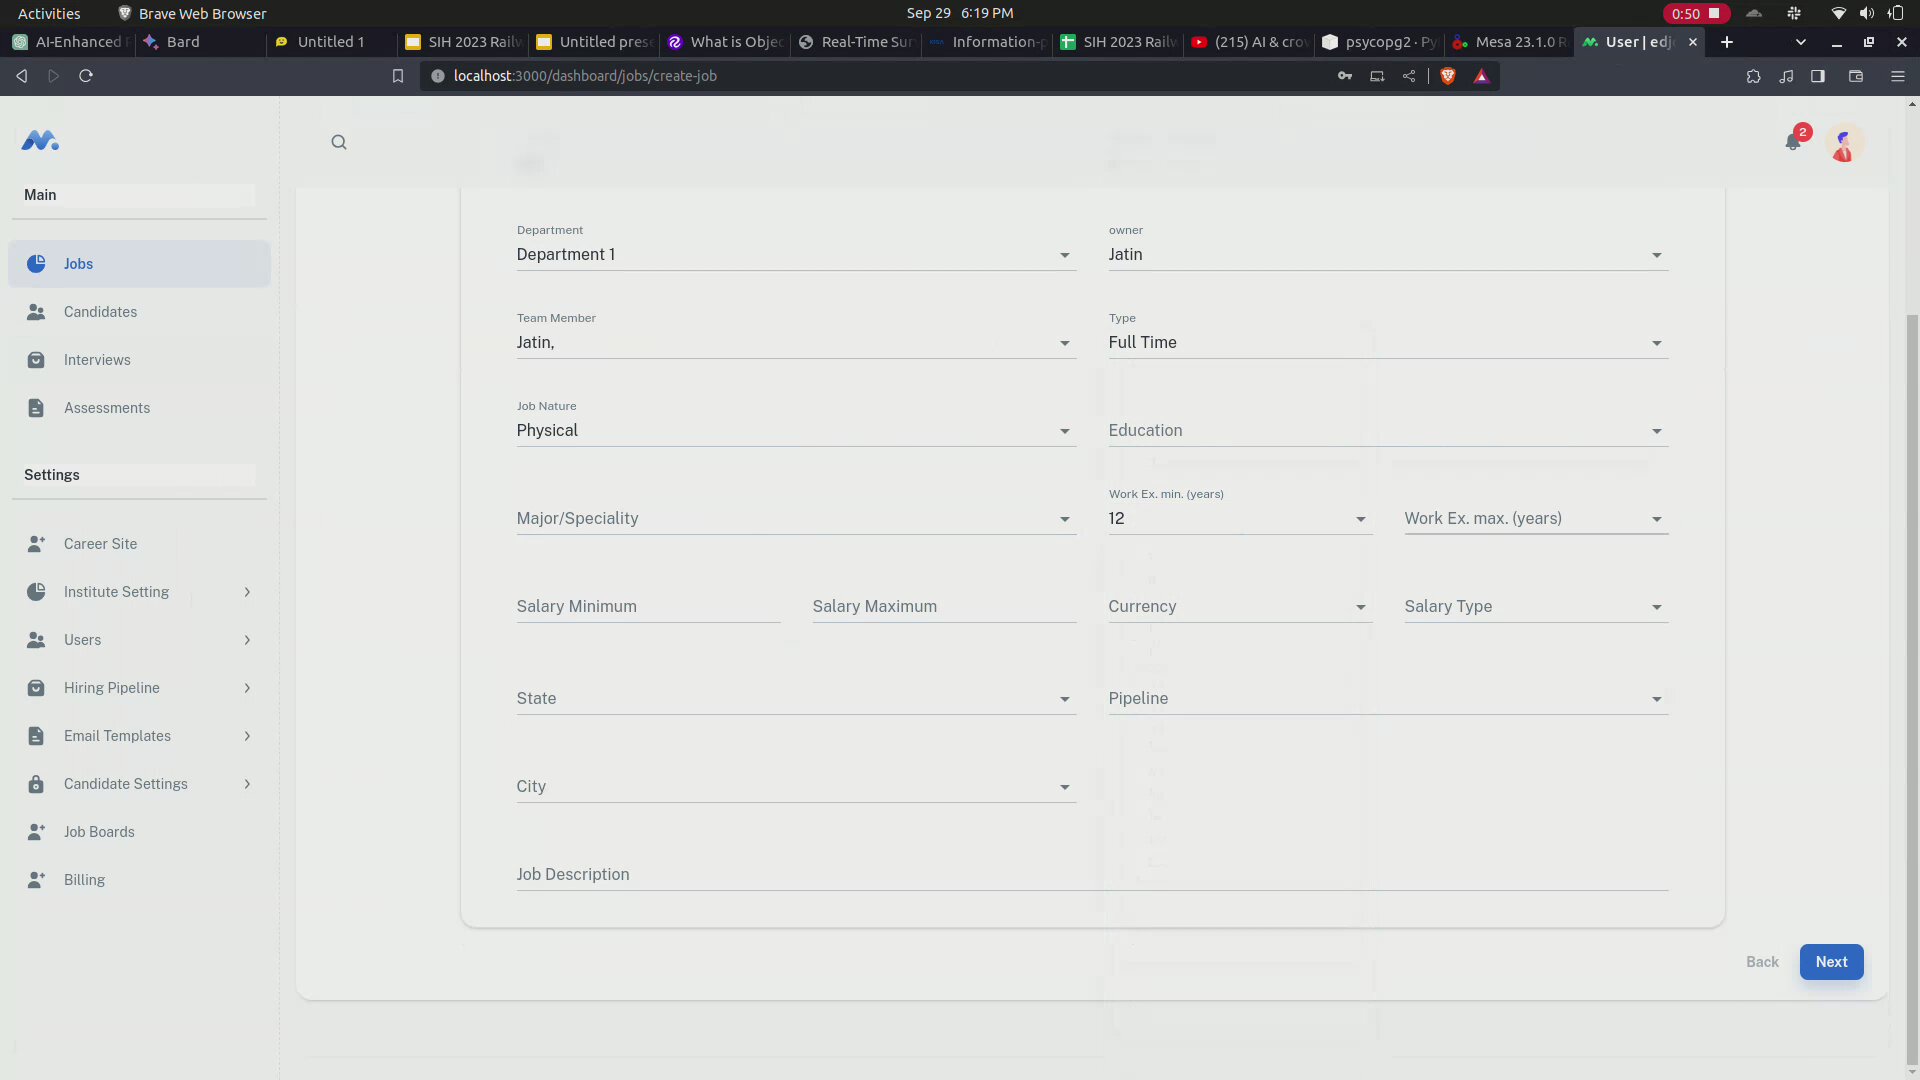 Activities
Brave Web Browser
Sep 29 6:19 PM
0:50
AI-Enhanced
Bard
Untitled 1
SIH 2023 Railw
Untitled prese
What is Objec
Real-Time Sur
Information-p
SIH 2023 Railw
(215) AI & crow
psycopg2 · Py
Mesa 23.1.0 R
User | edj
localhost:3000/dashboard/jobs/create-job
2
Main
Jobs
Candidates
Interviews
Assessments
Settings
Career Site
Institute Setting
Users
Hiring Pipeline
Email Templates
Candidate Settings
Job Boards
Billing
Department
Department 1
owner
Jatin
Team Member
Jatin,
Type
Full Time
Job Nature
Physical
Education
Major/Speciality
Work Ex. min. (years)
12
Work Ex. max. (years)
Salary Minimum
Salary Maximum
Currency
Salary Type
State
Pipeline
City
Job Description
Back
Next